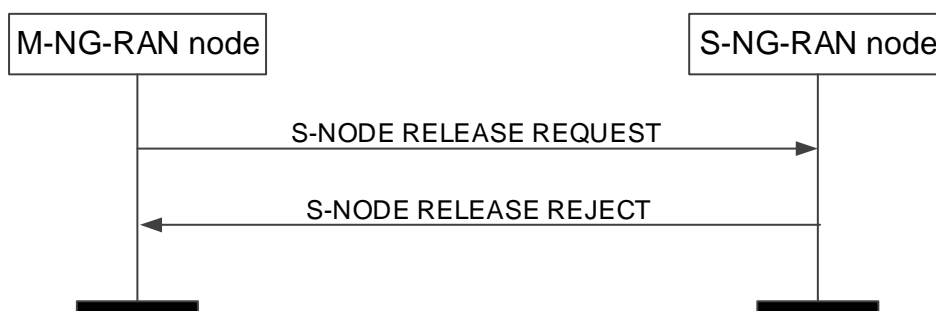 M-NG-RAN node
S-NG-RAN node
S-NODE RELEASE REQUEST
S-NODE RELEASE REJECT